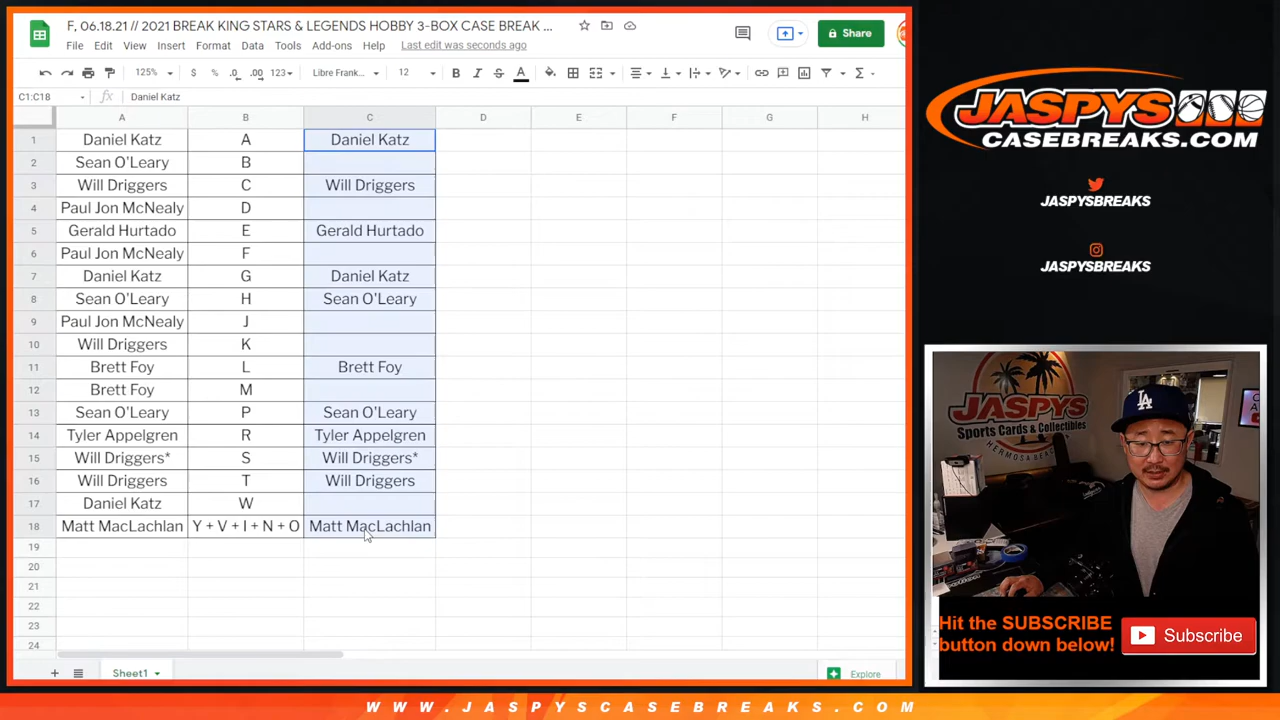 F, 06.18.21 // 2021 BREAK KING STARS & LEGENDS HOBBY 3-BOX CASE BREAK ...
File Edit View Insert Format Data Tools Add-ons Help Last edit was seconds ago
Share
125% $ % .0 .00 123 Libre Frank... 12 B I S A
C1:C18 fx Daniel Katz
A B C D E F G H
1 Daniel Katz A Daniel Katz
2 Sean O'Leary B
3 Will Driggers C Will Driggers
4 Paul Jon McNealy D
5 Gerald Hurtado E Gerald Hurtado
6 Paul Jon McNealy F
7 Daniel Katz G Daniel Katz
8 Sean O'Leary H Sean O'Leary
9 Paul Jon McNealy J
10 Will Driggers K
11 Brett Foy L Brett Foy
12 Brett Foy M
13 Sean O'Leary P Sean O'Leary
14 Tyler Appelgren R Tyler Appelgren
15 Will Driggers* S Will Driggers*
16 Will Driggers T Will Driggers
17 Daniel Katz W
18 Matt MacLachlan Y + V + I + N + O Matt MacLachlan
19
20
21
22
23
24
Sheet1
Explore
JASPYS
CASEBREAKS.COM
JASPYSBREAKS
JASPYSBREAKS
JASPYS
Sports Cards & Collectibles
HERMOSA BEACH
LA
Hit the SUBSCRIBE
button down below!
Subscribe
WWW.JASPYSCASEBREAKS.COM